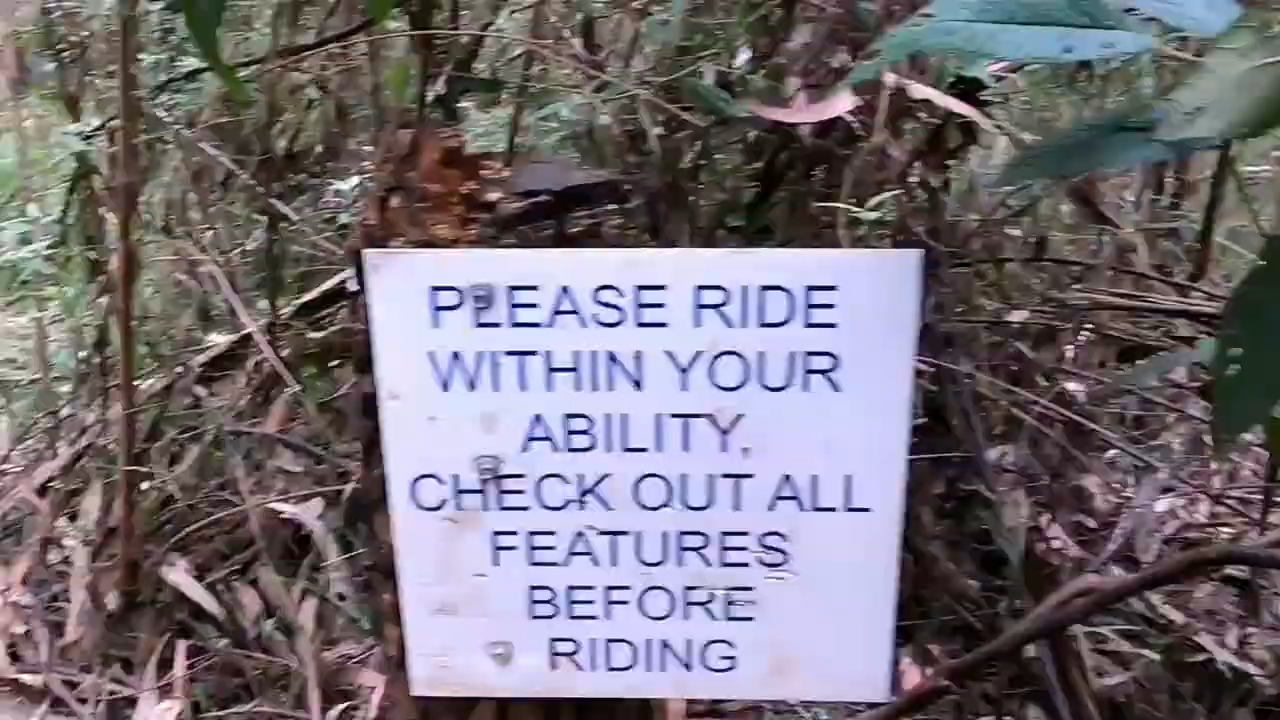 PLEASE RIDE
WITHIN YOUR
ABILITY,
CHECK OUT ALL
FEATURES
BEFORE
RIDING